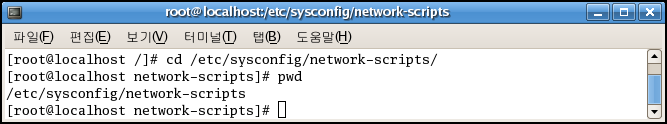 root@localhost:/etc/sysconfig/network-scripts
파일(F) 편집(E) 보기(V) 터미널(T) 탭(B) 도움말(H)
[root@localhost /]# cd /etc/sysconfig/network-scripts/
[root@localhost network-scripts]# pwd
/etc/sysconfig/network-scripts
[root@localhost network-scripts]#